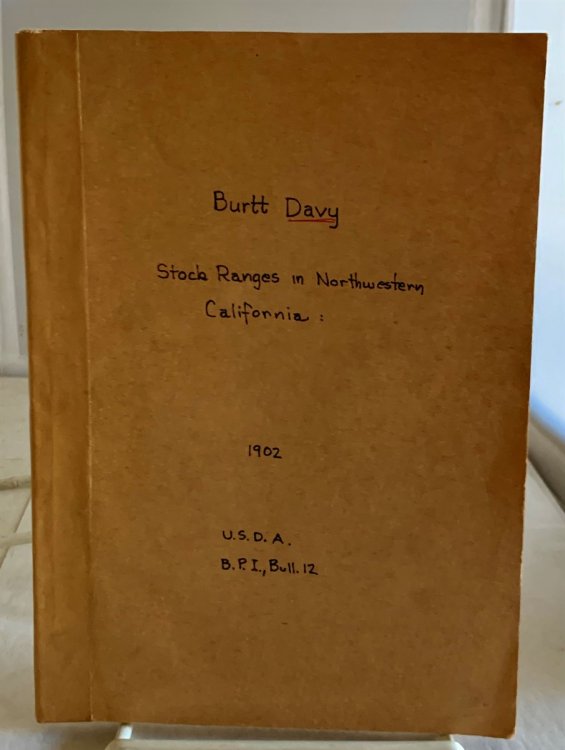 Burtt Davy
Stock Ranges in Northwestern
California :
1902
U.S.D.A.
B.P.I., Bull. 12